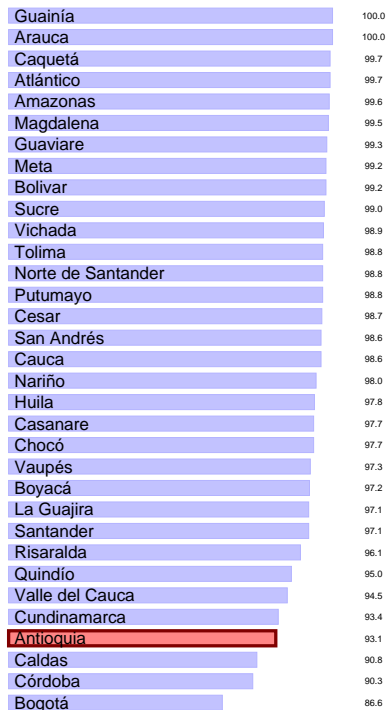 Guainía 100.0
Arauca 100.0
Caquetá 99.7
Atlántico 99.7
Amazonas 99.6
Magdalena 99.5
Guaviare 99.3
Meta 99.2
Bolivar 99.2
Sucre 99.0
Vichada 98.9
Tolima 98.8
Norte de Santander 98.8
Putumayo 98.8
Cesar 98.7
San Andrés 98.6
Cauca 98.6
Nariño 98.0
Huila 97.8
Casanare 97.7
Chocó 97.7
Vaupés 97.3
Boyacá 97.2
La Guajira 97.1
Santander 97.1
Risaralda 96.1
Quindío 95.0
Valle del Cauca 94.5
Cundinamarca 93.4
Antioquia 93.1
Caldas 90.8
Córdoba 90.3
Bogotá 86.6